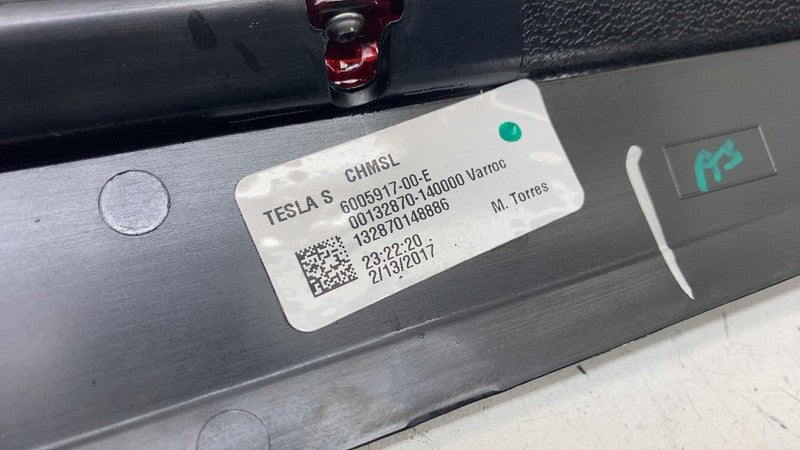 TESLA S CHMSL
6005917-00-E
00132870-140000 Varroc
132870148886 M. Torres
23:22:20
2/13/2017